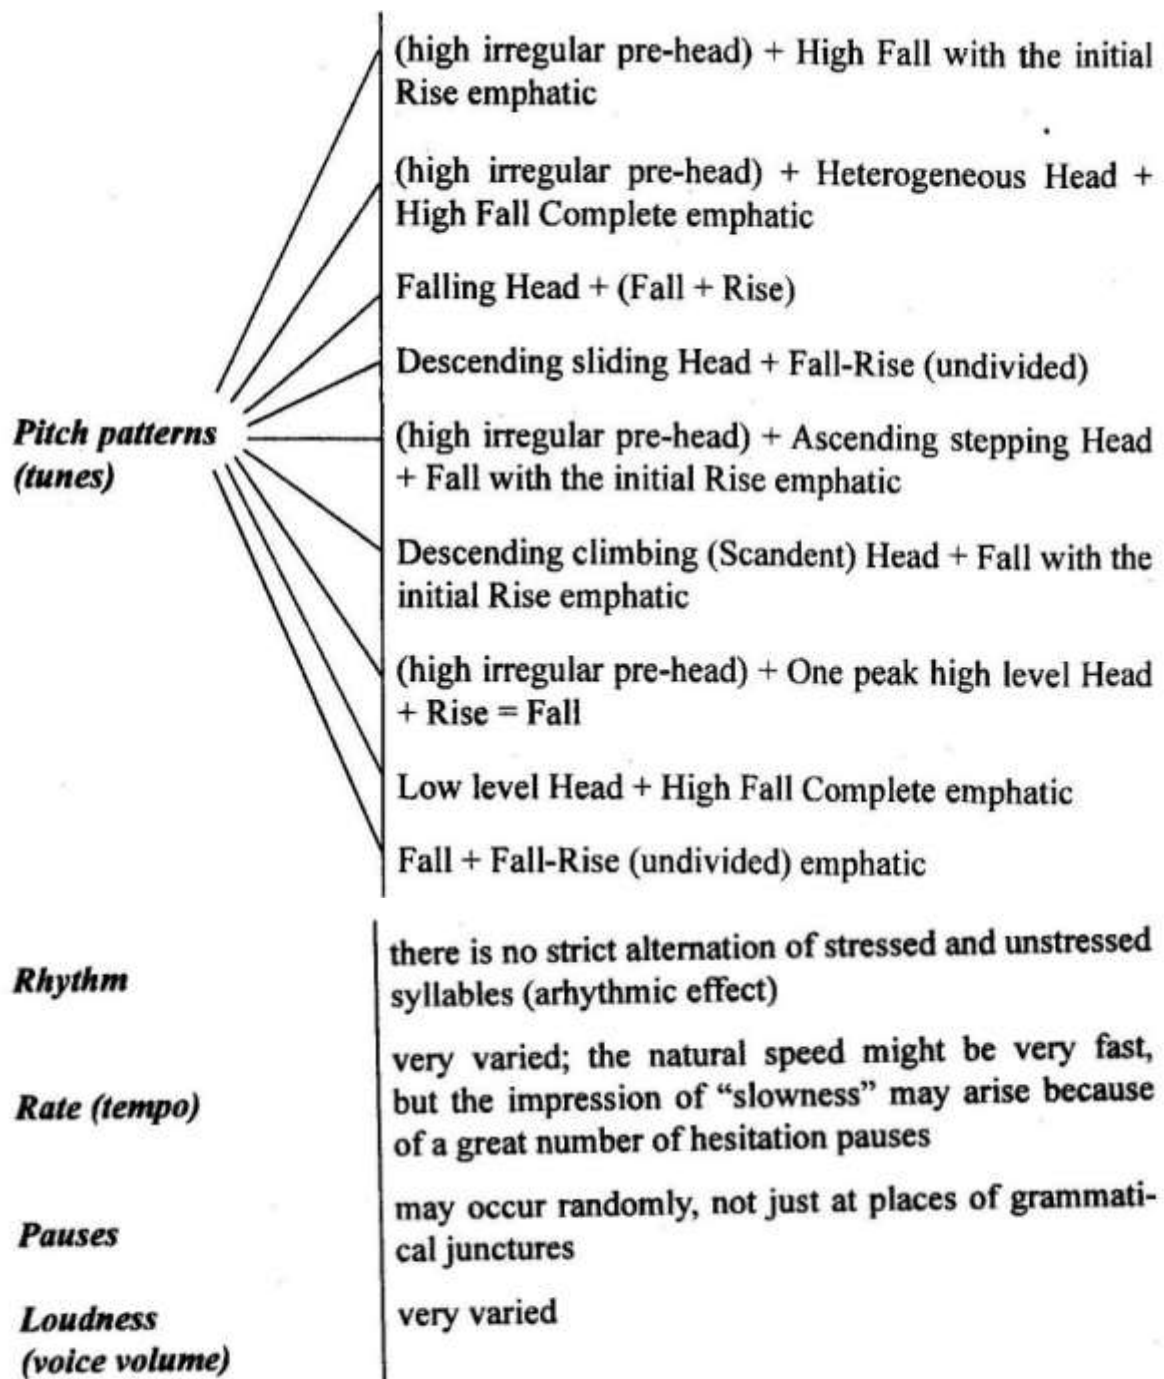 (high irregular pre-head) + High Fall with the initial
Rise emphatic
(high irregular pre-head) + Heterogeneous Head +
High Fall Complete emphatic
Falling Head + (Fall + Rise)
Descending sliding Head + Fall-Rise (undivided)
Pitch patterns
(tunes)
(high irregular pre-head) + Ascending stepping Head
+ Fall with the initial Rise emphatic
Descending climbing (Scandent) Head + Fall with the
initial Rise emphatic
(high irregular pre-head) + One peak high level Head
+ Rise = Fall
Low level Head + High Fall Complete emphatic
Fall + Fall-Rise (undivided) emphatic
Rhythm
there is no strict alternation of stressed and unstressed
syllables (arhythmic effect)
Rate (tempo)
very varied; the natural speed might be very fast,
but the impression of “slowness” may arise because
of a great number of hesitation pauses
Pauses
may occur randomly, not just at places of grammati-
cal junctures
Loudness
(voice volume)
very varied